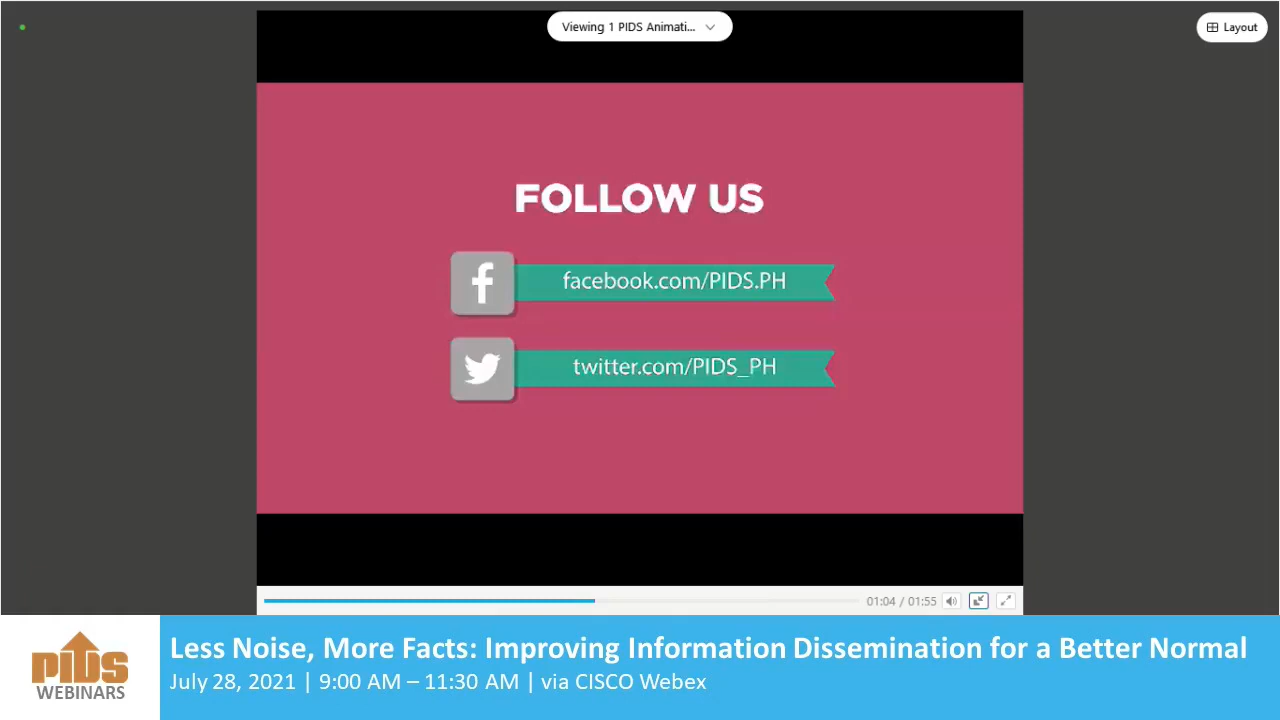 Viewing 1 PIDS Animati...
Layout
FOLLOW US
f
facebook.com/PIDS.PH
twitter.com/PIDS_PH
01:04 / 01:55
PIDS
WEBINARS
Less Noise, More Facts: Improving Information Dissemination for a Better Normal
July 28, 2021 | 9:00 AM – 11:30 AM | via CISCO Webex